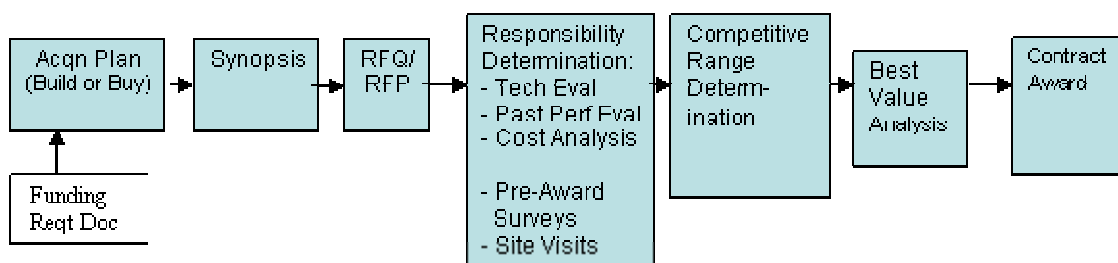 Acqn Plan
(Build or Buy)
Funding
Reqt Doc
Synopsis
RFQ/
RFP
Responsibility
Determination:
- Tech Eval
- Past Perf Eval
- Cost Analysis
- Pre-Award
Surveys
- Site Visits
Competitive
Range
Determ-
ination
Best
Value
Analysis
Contract
Award